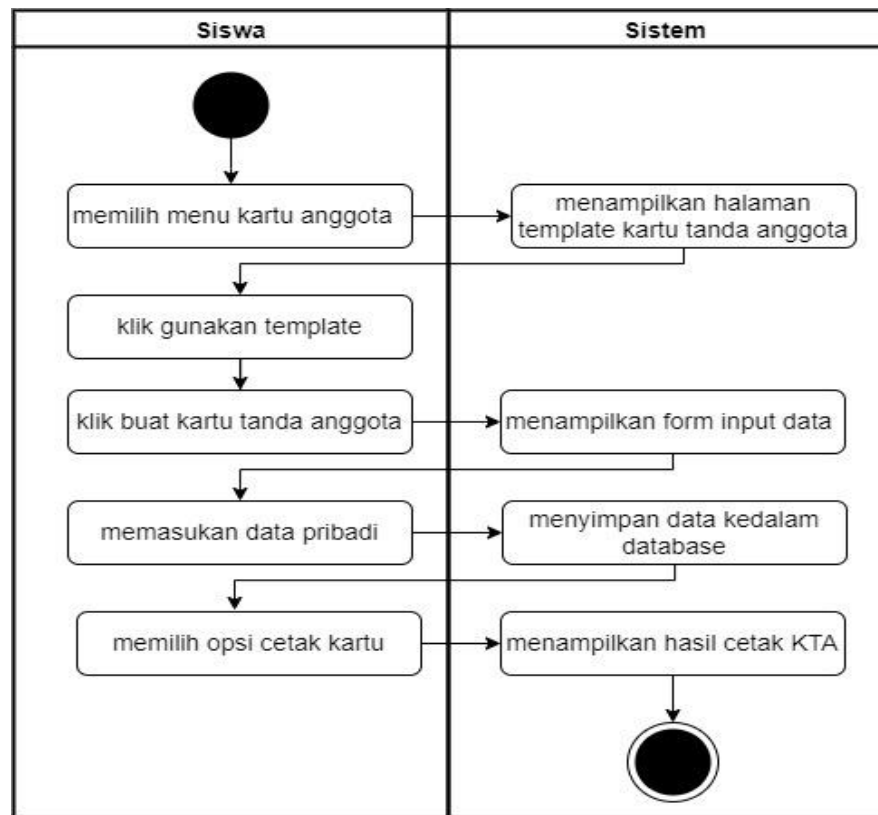 Siswa
Sistem
memilih menu kartu anggota
menampilkan halaman
template kartu tanda anggota
klik gunakan template
klik buat kartu tanda anggota
menampilkan form input data
memasukan data pribadi
menyimpan data kedalam
database
memilih opsi cetak kartu
menampilkan hasil cetak KTA